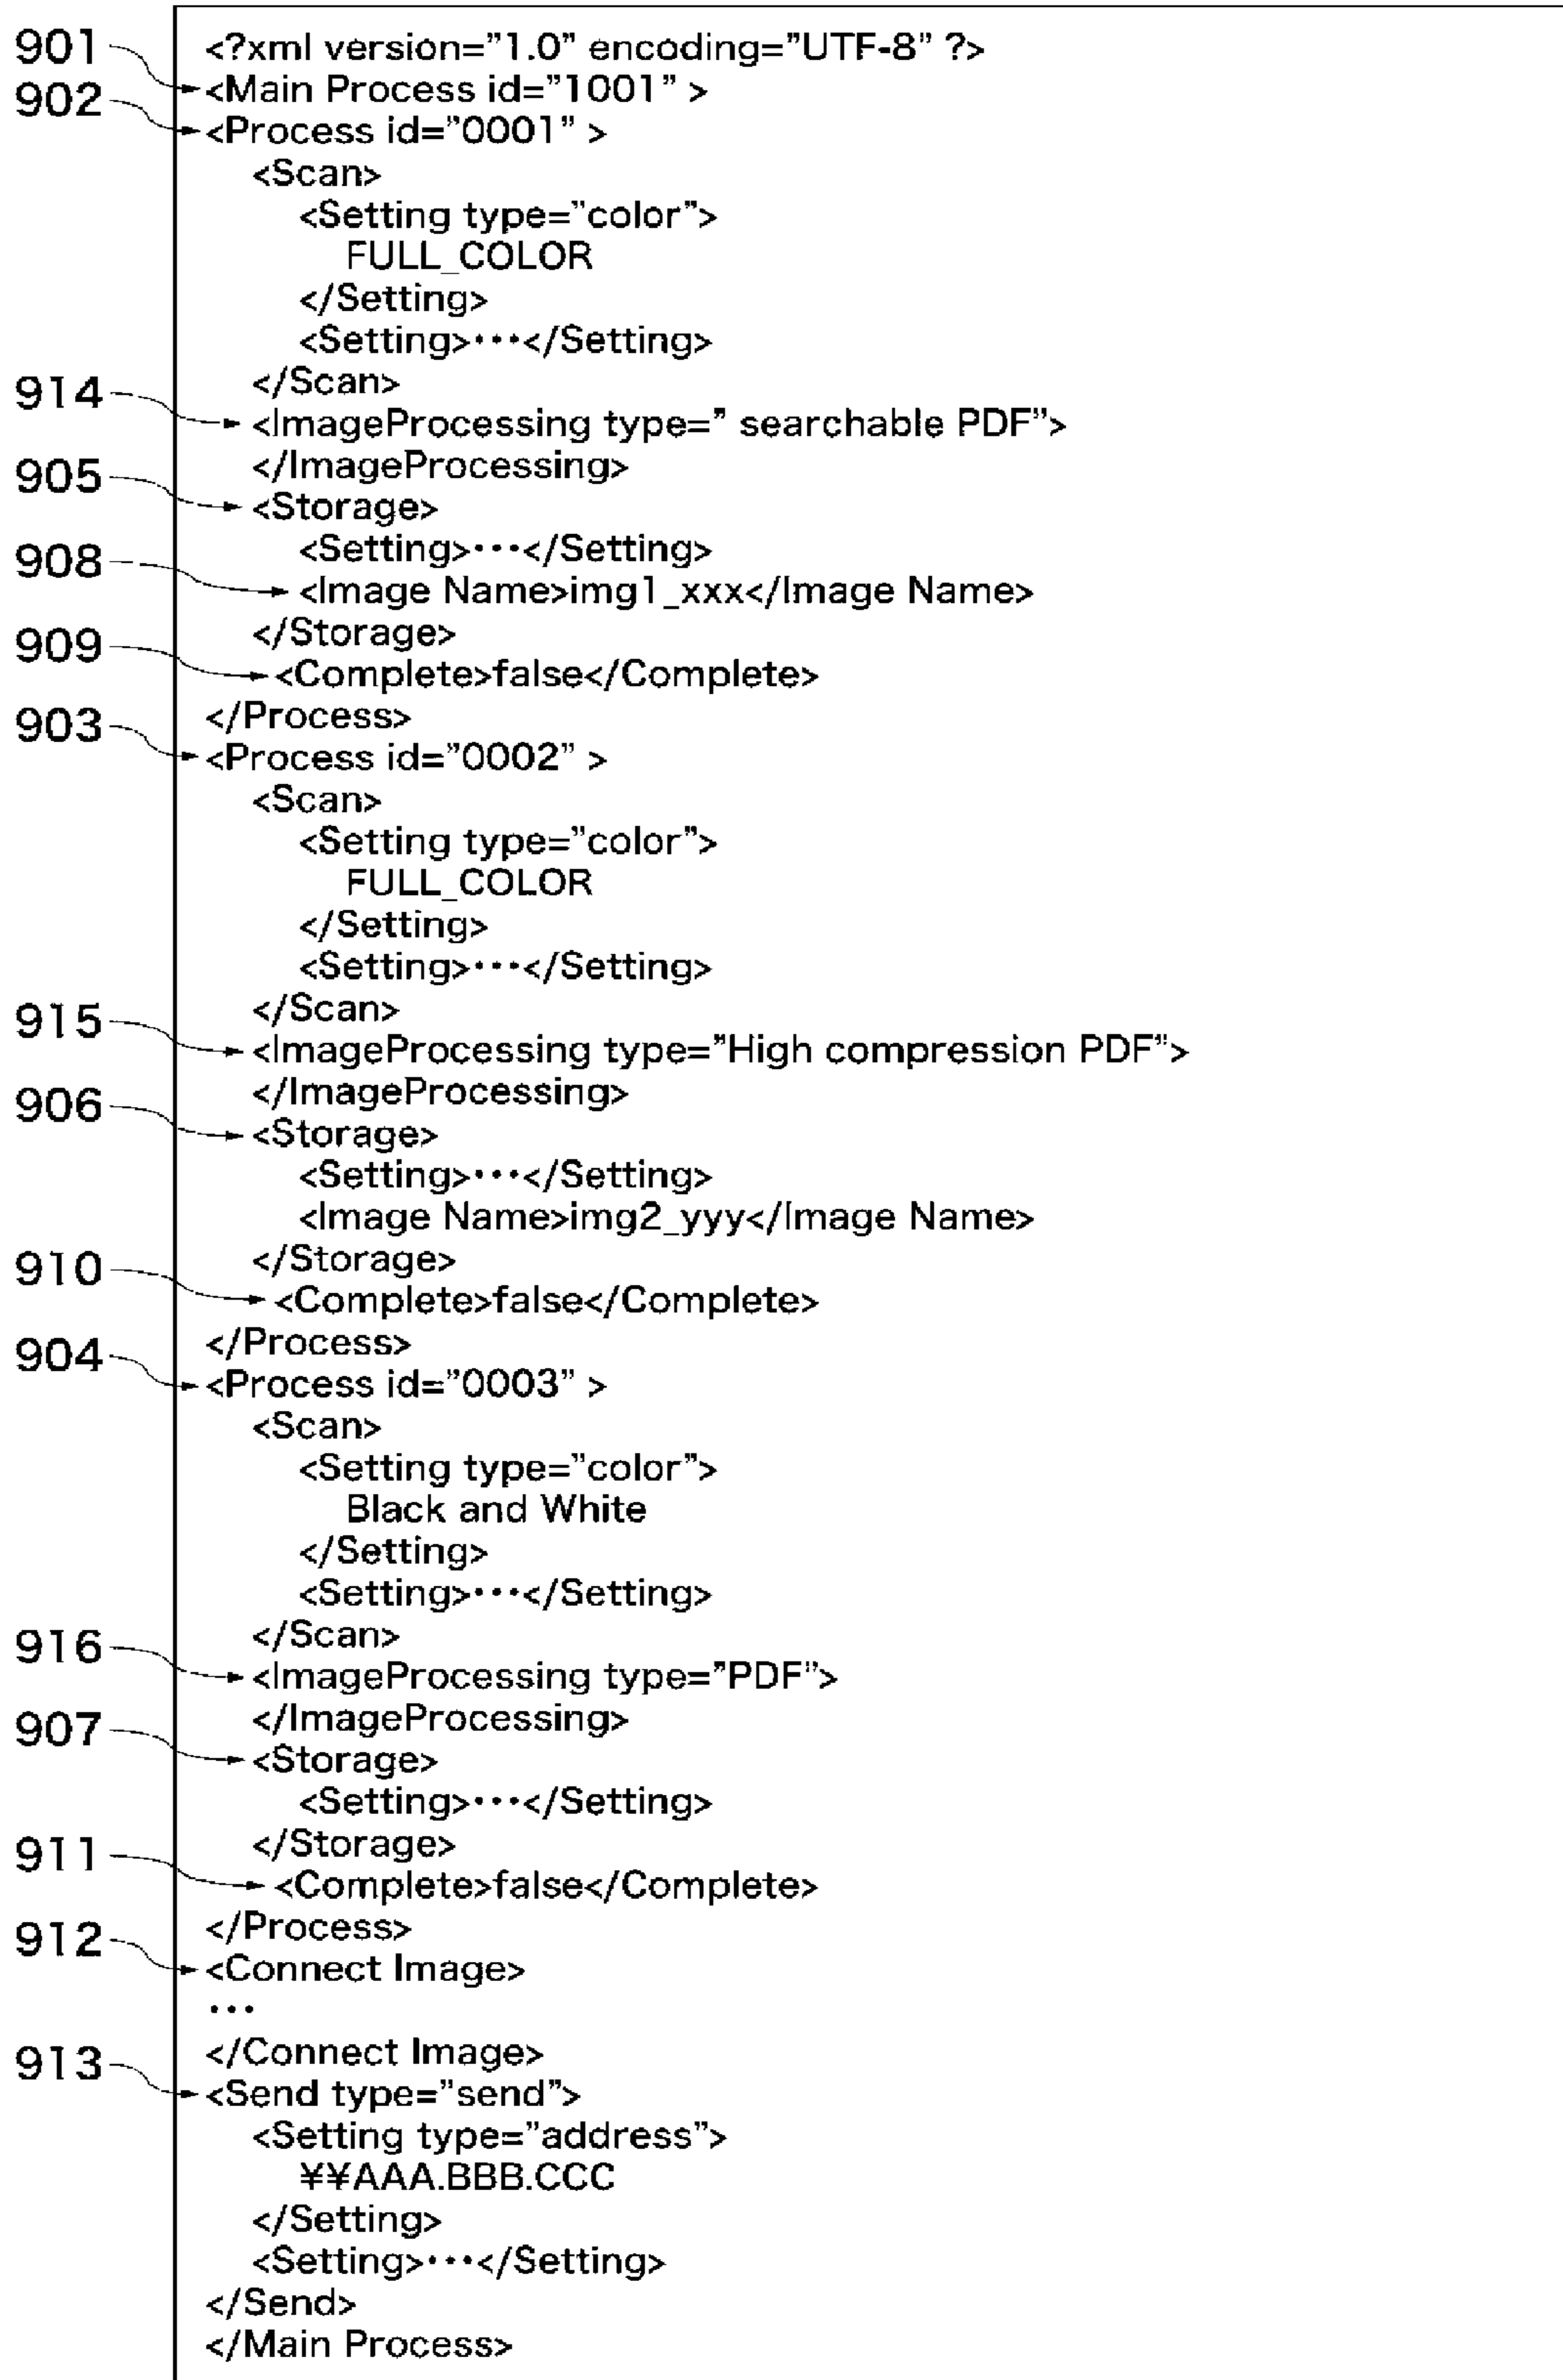 <?xml version="1.0" encoding="UTF-8" ?>
901 <Main Process id="1001" >
902 <Process id="0001" >
<Scan>
<Setting type="color">
FULL_COLOR
</Setting>
<Setting>···</Setting>
</Scan>
914 <ImageProcessing type=" searchable PDF">
</ImageProcessing>
905 <Storage>
<Setting>···</Setting>
908 <Image Name>img1_xxx</Image Name>
</Storage>
909 <Complete>false</Complete>
</Process>
903 <Process id="0002" >
<Scan>
<Setting type="color">
FULL_COLOR
</Setting>
<Setting>···</Setting>
</Scan>
915 <ImageProcessing type="High compression PDF">
</ImageProcessing>
906 <Storage>
<Setting>···</Setting>
<Image Name>img2_yyy</Image Name>
</Storage>
910 <Complete>false</Complete>
</Process>
904 <Process id="0003" >
<Scan>
<Setting type="color">
Black and White
</Setting>
<Setting>···</Setting>
</Scan>
916 <ImageProcessing type="PDF">
</ImageProcessing>
907 <Storage>
<Setting>···</Setting>
</Storage>
911 <Complete>false</Complete>
</Process>
912 <Connect Image>
···
</Connect Image>
913 <Send type="send">
<Setting type="address">
¥¥AAA.BBB.CCC
</Setting>
<Setting>···</Setting>
</Send>
</Main Process>